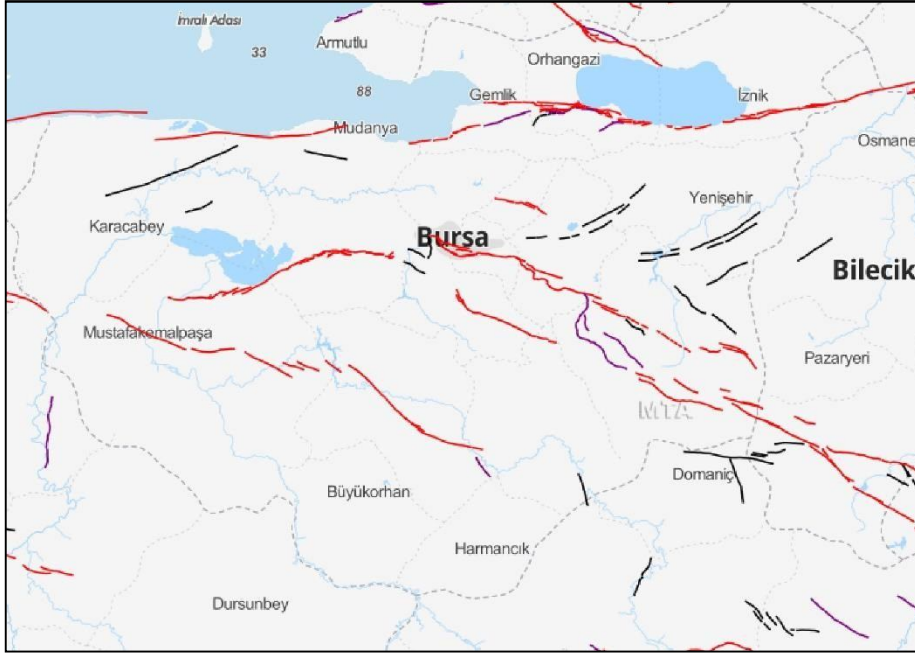 İmralı Adası
33
Armutlu
Orhangazi
88
Gemlik
İznik
Mudanya
Osmane
Yenişehir
Karacabey
Bursa
Bilecik
Mustafakemalpaşa
Pazaryeri
MTA
Domaniç
Büyükorhan
Harmancık
Dursunbey